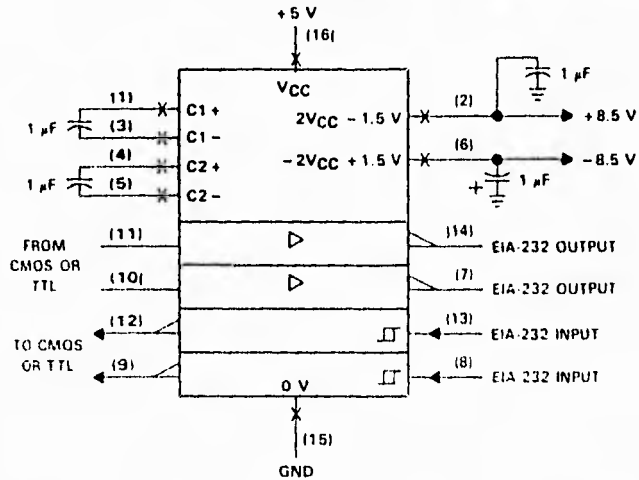 +5 V
(16(
VCC
(1)
C1 +
2VCC − 1.5 V
(2)
1 µF
+8.5 V
1 µF
(3)
C1 −
(4)
C2 +
−2VCC + 1.5 V
(6)
−8.5 V
1 µF
(5)
C2 −
+
1 µF
FROM
CMOS OR
TTL
(11)
(14)
EIA-232 OUTPUT
(10(
(7)
EIA-232 OUTPUT
TO CMOS
OR TTL
(12)
(13)
EIA-232 INPUT
(9)
(8)
EIA-232 INPUT
0 V
(15)
GND